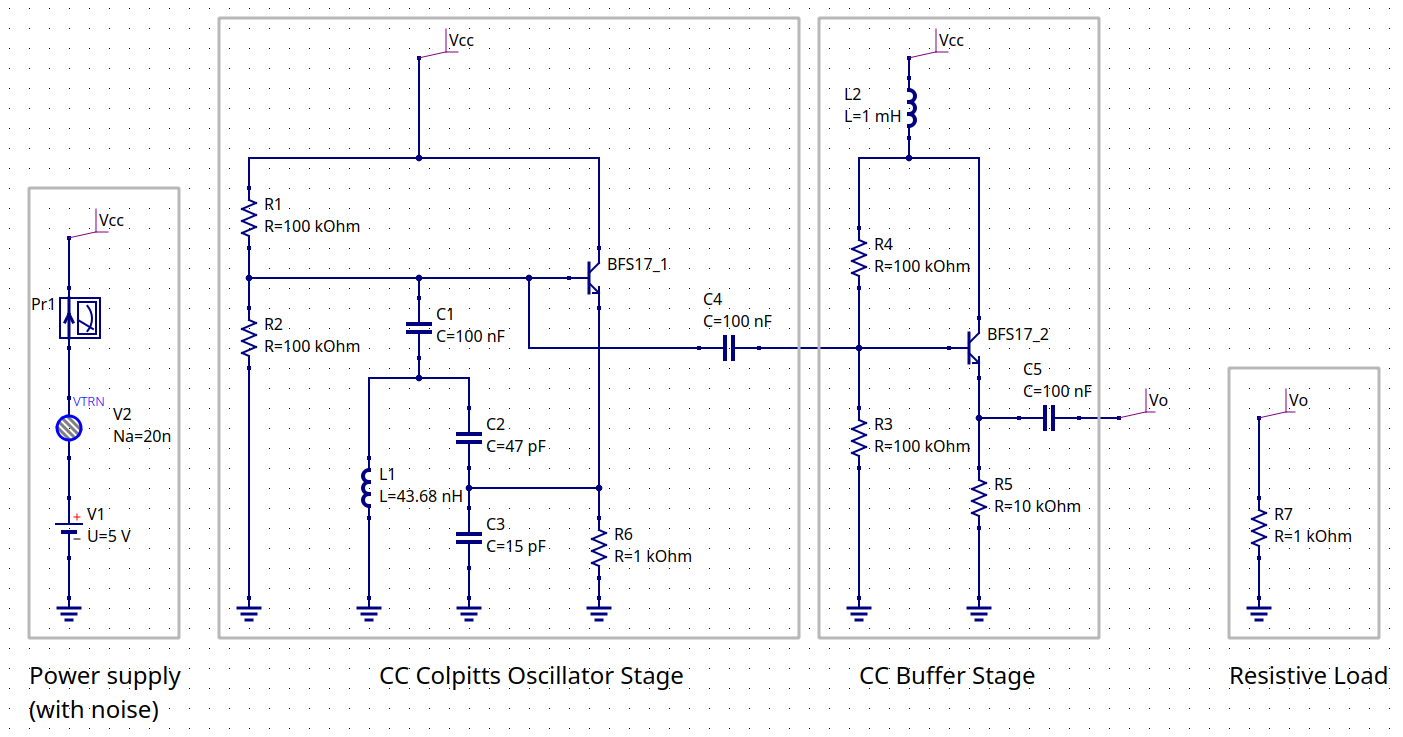 Vcc
Pr1
VTRN
V2
Na=20n
V1
U=5 V
Power supply
(with noise)
Vcc
R1
R=100 kOhm
BFS17_1
R2
R=100 kOhm
C1
C=100 nF
C4
C=100 nF
C2
C=47 pF
L1
L=43.68 nH
C3
C=15 pF
R6
R=1 kOhm
CC Colpitts Oscillator Stage
Vcc
L2
L=1 mH
R4
R=100 kOhm
BFS17_2
C5
C=100 nF
Vo
R3
R=100 kOhm
R5
R=10 kOhm
CC Buffer Stage
Vo
R7
R=1 kOhm
Resistive Load